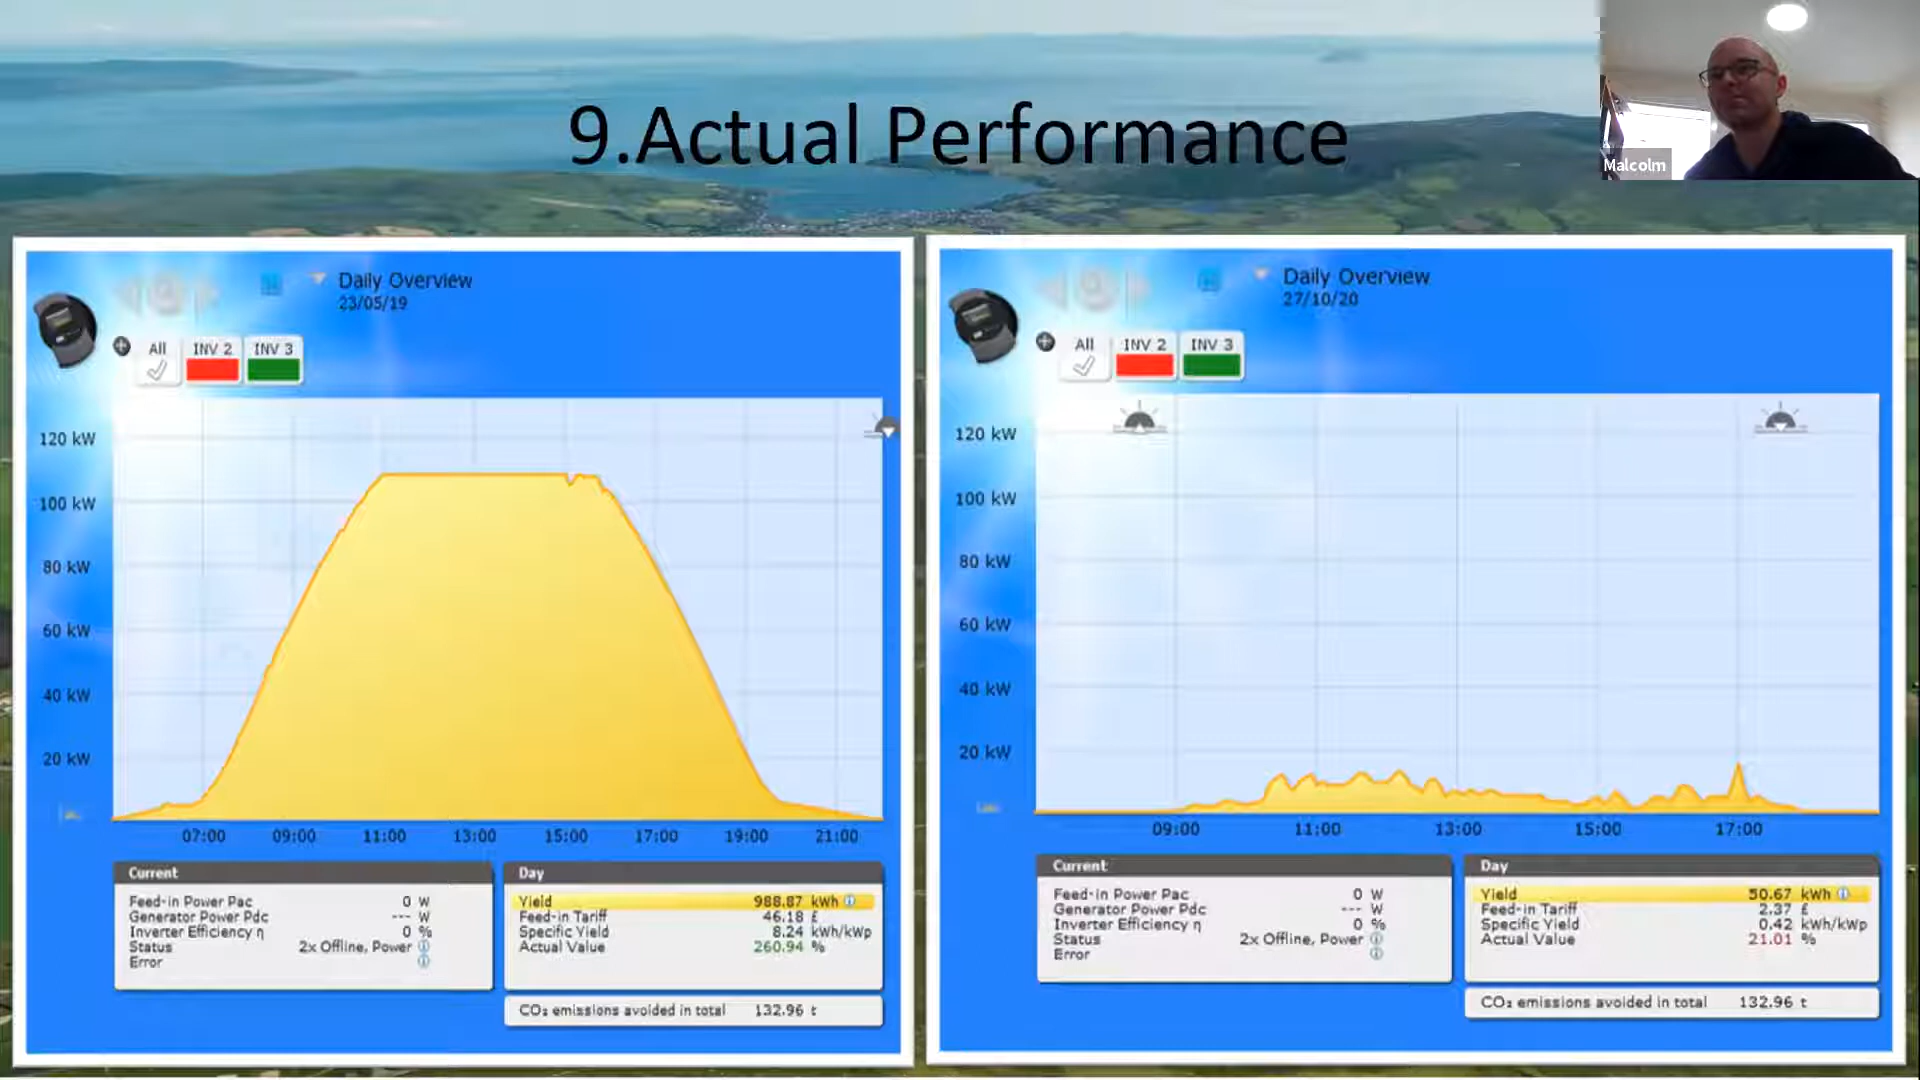 9.Actual Performance
Malcolm
Daily Overview
23/05/19
All INV 2 INV 3
120 kW
100 kW
80 kW
60 kW
40 kW
20 kW
07:00 09:00 11:00 13:00 15:00 17:00 19:00 21:00
Current
Feed-in Power Pac 0 W
Generator Power Pdc --- W
Inverter Efficiency η 0 %
Status 2x Offline, Power
Error
Day
Yield 988.87 kWh
Feed-in Tariff 46.18 £
Specific Yield 8.24 kWh/kWp
Actual Value 260.94 %
CO₂ emissions avoided in total 132.96 t
Daily Overview
27/10/20
All INV 2 INV 3
120 kW
100 kW
80 kW
60 kW
40 kW
20 kW
09:00 11:00 13:00 15:00 17:00
Current
Feed-in Power Pac 0 W
Generator Power Pdc --- W
Inverter Efficiency η 0 %
Status 2x Offline, Power
Error
Day
Yield 50.67 kWh
Feed-in Tariff 2.37 £
Specific Yield 0.42 kWh/kWp
Actual Value 21.01 %
CO₂ emissions avoided in total 132.96 t